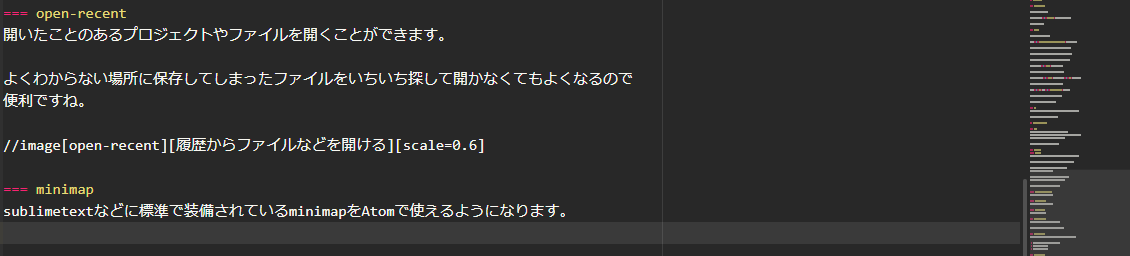 === open-recent
開いたことのあるプロジェクトやファイルを開くことができます。
よくわからない場所に保存してしまったファイルをいちいち探して開かなくてもよくなるので
便利ですね。
//image[open-recent][履歴からファイルなどを開ける][scale=0.6]
=== minimap
sublimetextなどに標準で装備されているminimapをAtomで使えるようになります。